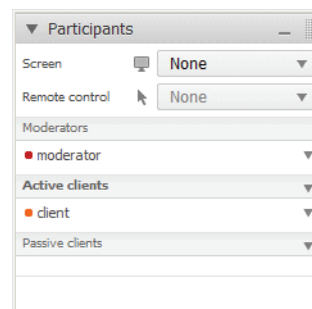 Participants
Screen None
Remote control None
Moderators
moderator
Active clients
client
Passive clients